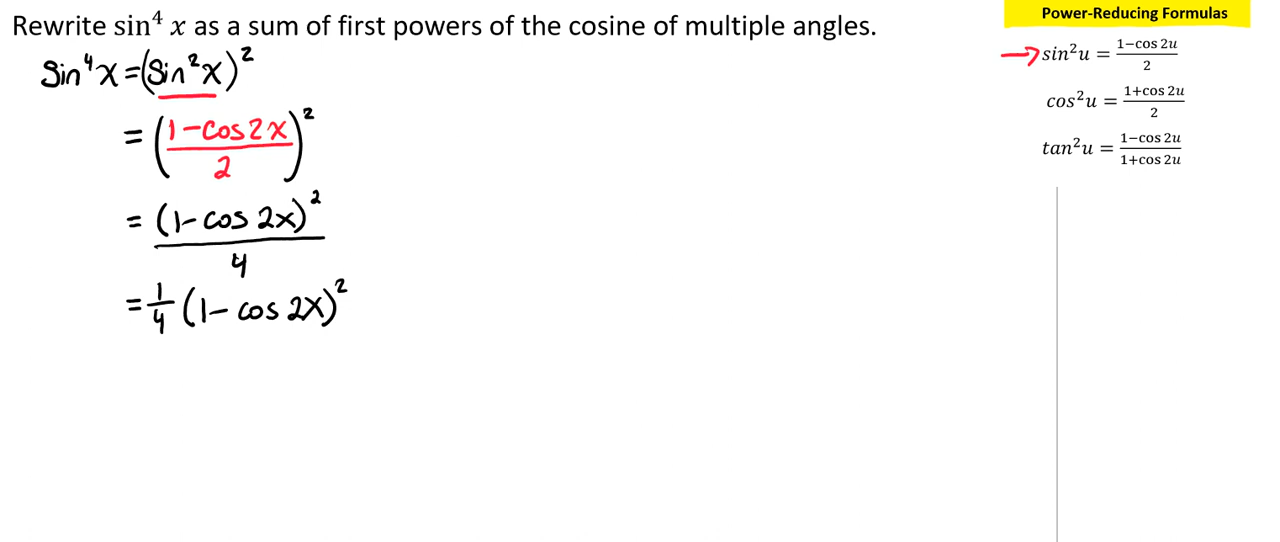 Rewrite sin⁴ x as a sum of first powers of the cosine of multiple angles.
sin⁴x = (sin²x)²
= ((1-cos2x)/2)²
= (1-cos 2x)²/4
= 1/4 (1-cos 2x)²
Power-Reducing Formulas
→ sin²u = (1−cos 2u)/2
cos²u = (1+cos 2u)/2
tan²u = (1−cos 2u)/(1+cos 2u)